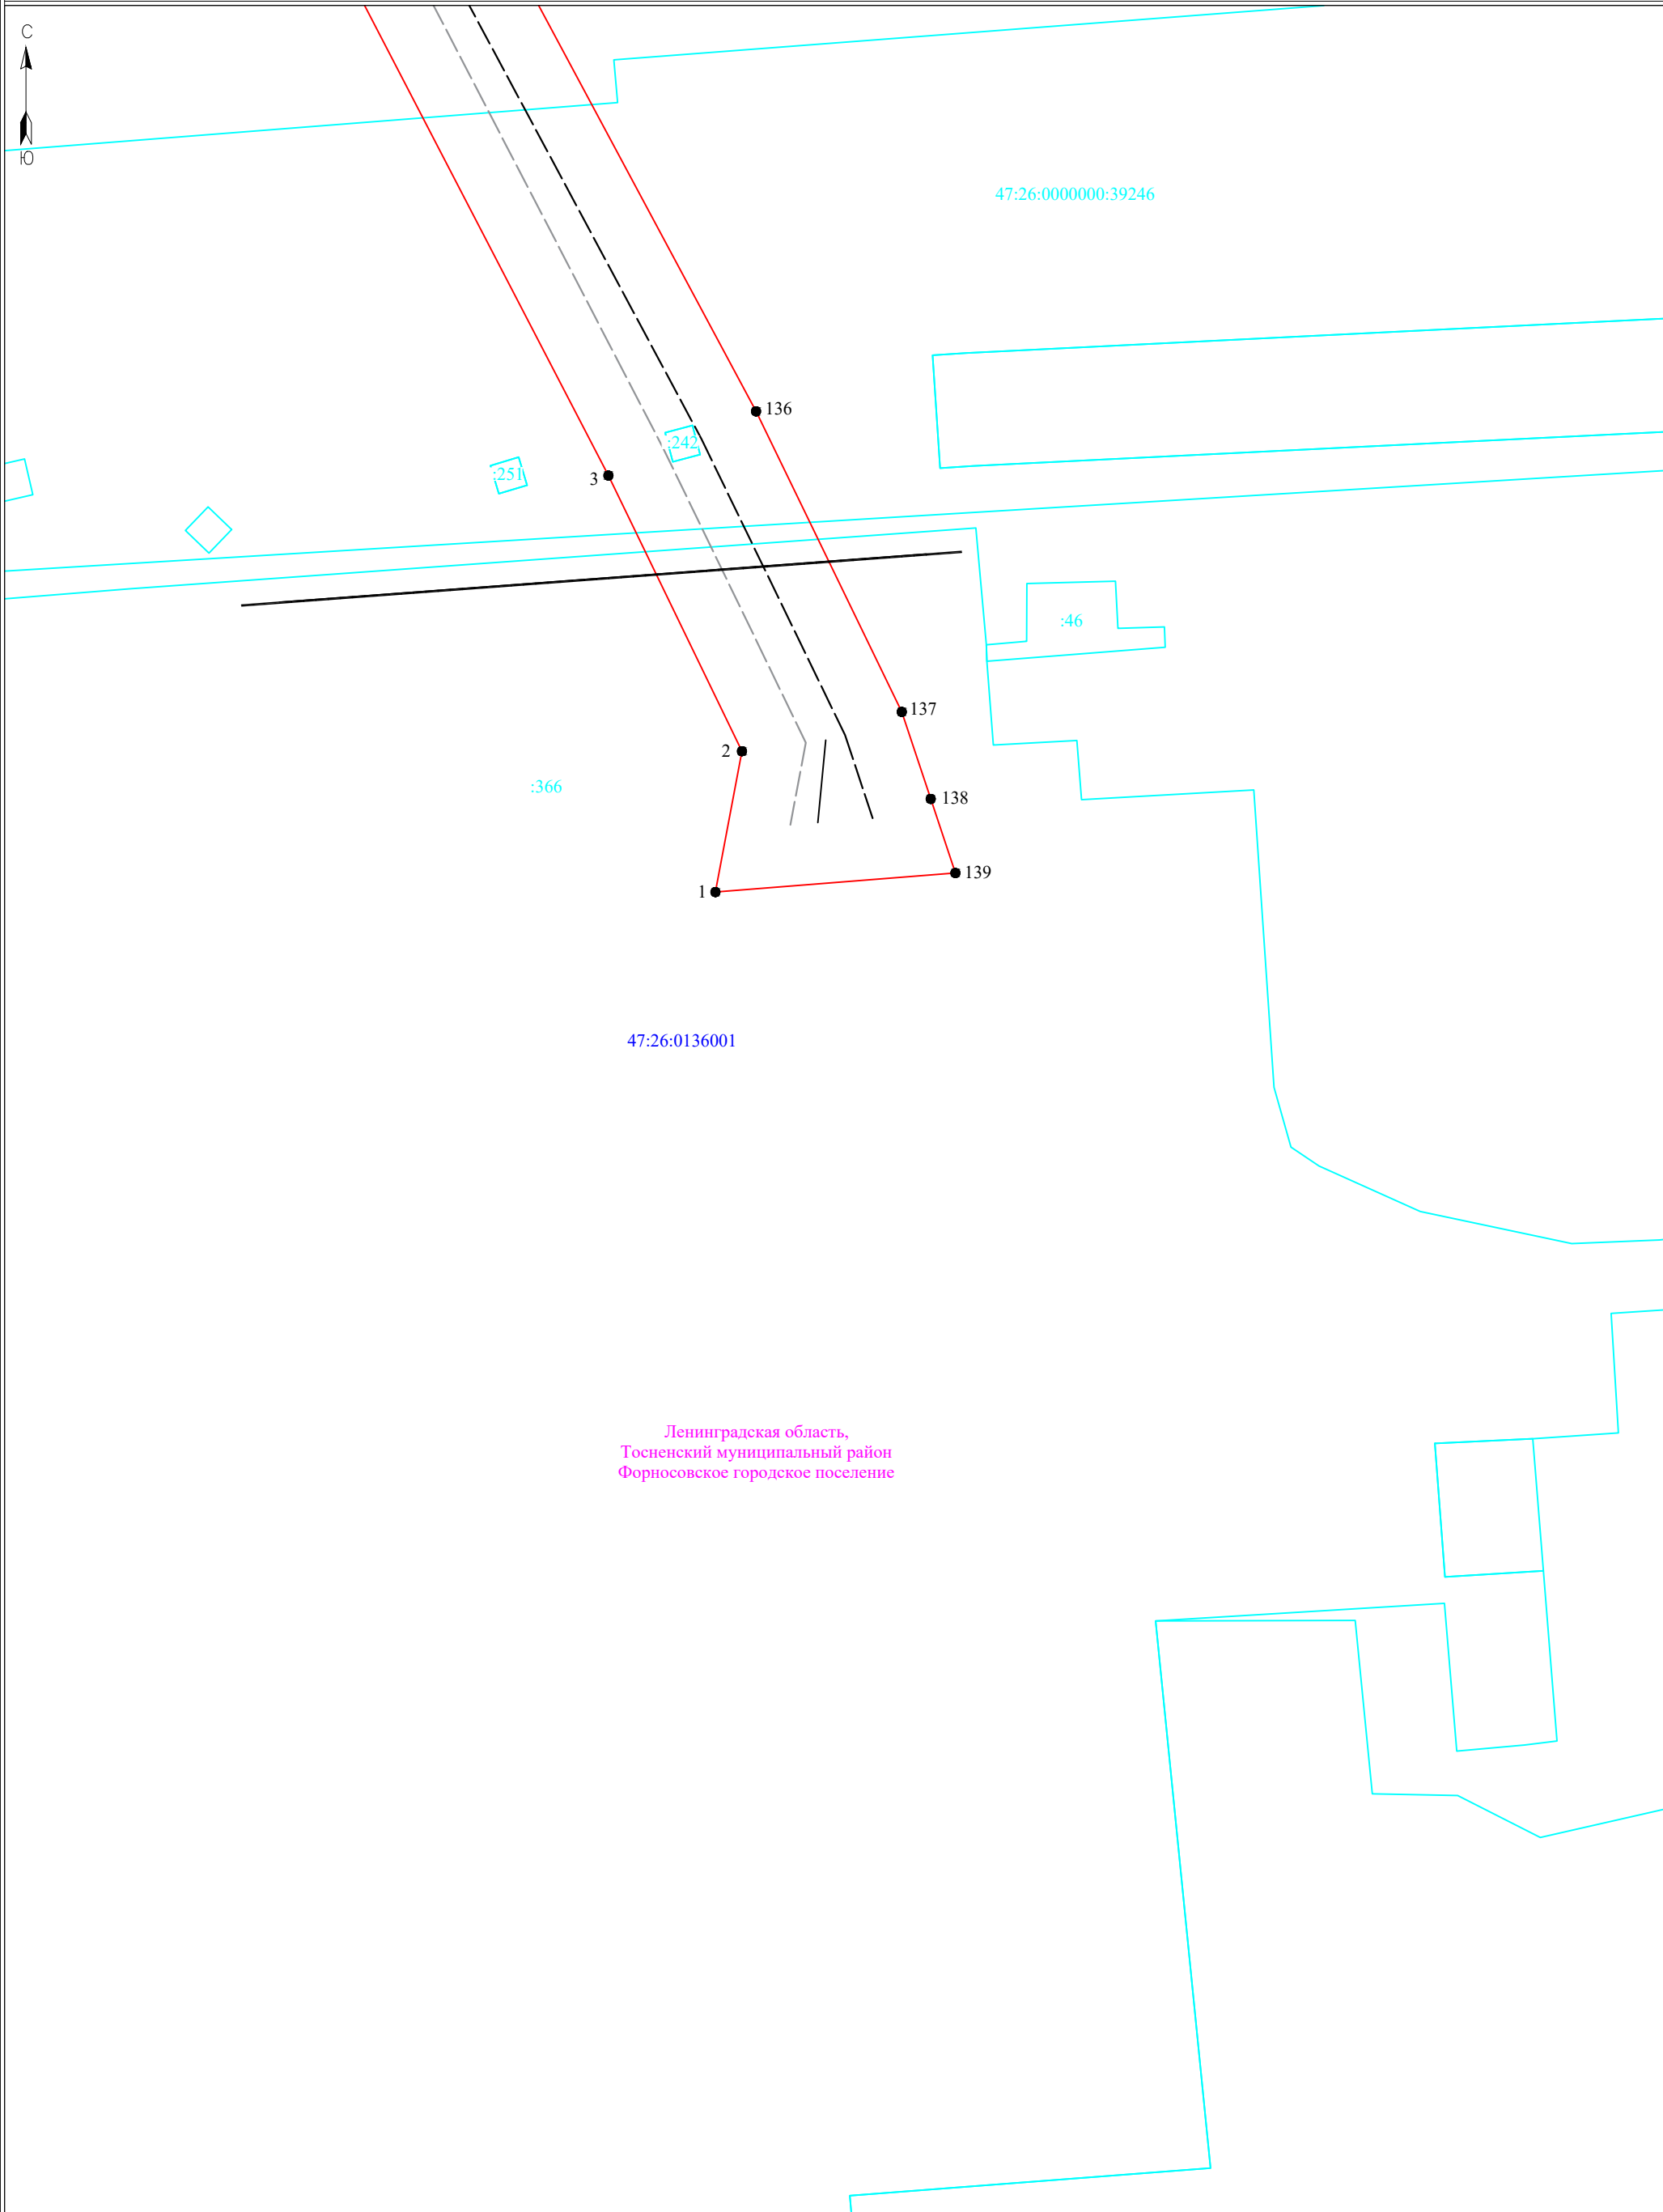 С
Ю
47:26:0000000:39246
136
:242
:251
3
:46
137
2
:366
138
139
1
47:26:0136001
Ленинградская область,
Тосненский муниципальный район
Форносовское городское поселение